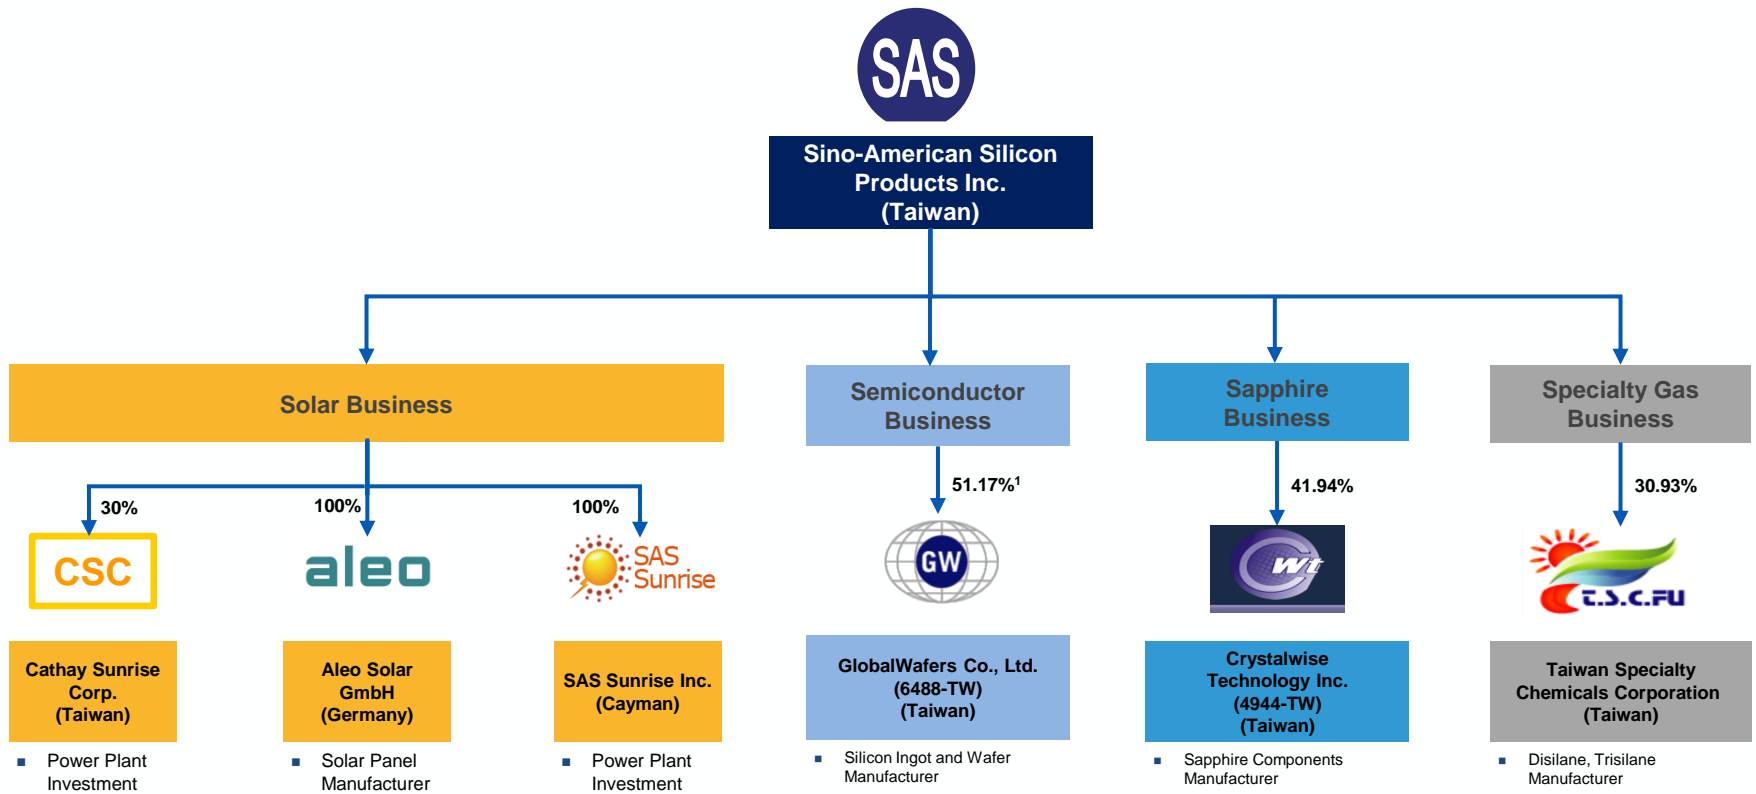 SAS
Sino-American Silicon
Products Inc.
(Taiwan)
Solar Business
Semiconductor
Business
Sapphire
Business
Specialty Gas
Business
30%
100%
100%
51.17%¹
41.94%
30.93%
CSC
aleo
SAS
Sunrise
GW
CWt
T.S.C.FU
Cathay Sunrise
Corp.
(Taiwan)
Aleo Solar
GmbH
(Germany)
SAS Sunrise Inc.
(Cayman)
GlobalWafers Co., Ltd.
(6488-TW)
(Taiwan)
Crystalwise
Technology Inc.
(4944-TW)
(Taiwan)
Taiwan Specialty
Chemicals Corporation
(Taiwan)
■ Power Plant
Investment
■ Solar Panel
Manufacturer
■ Power Plant
Investment
■ Silicon Ingot and Wafer
Manufacturer
■ Sapphire Components
Manufacturer
■ Disilane, Trisilane
Manufacturer